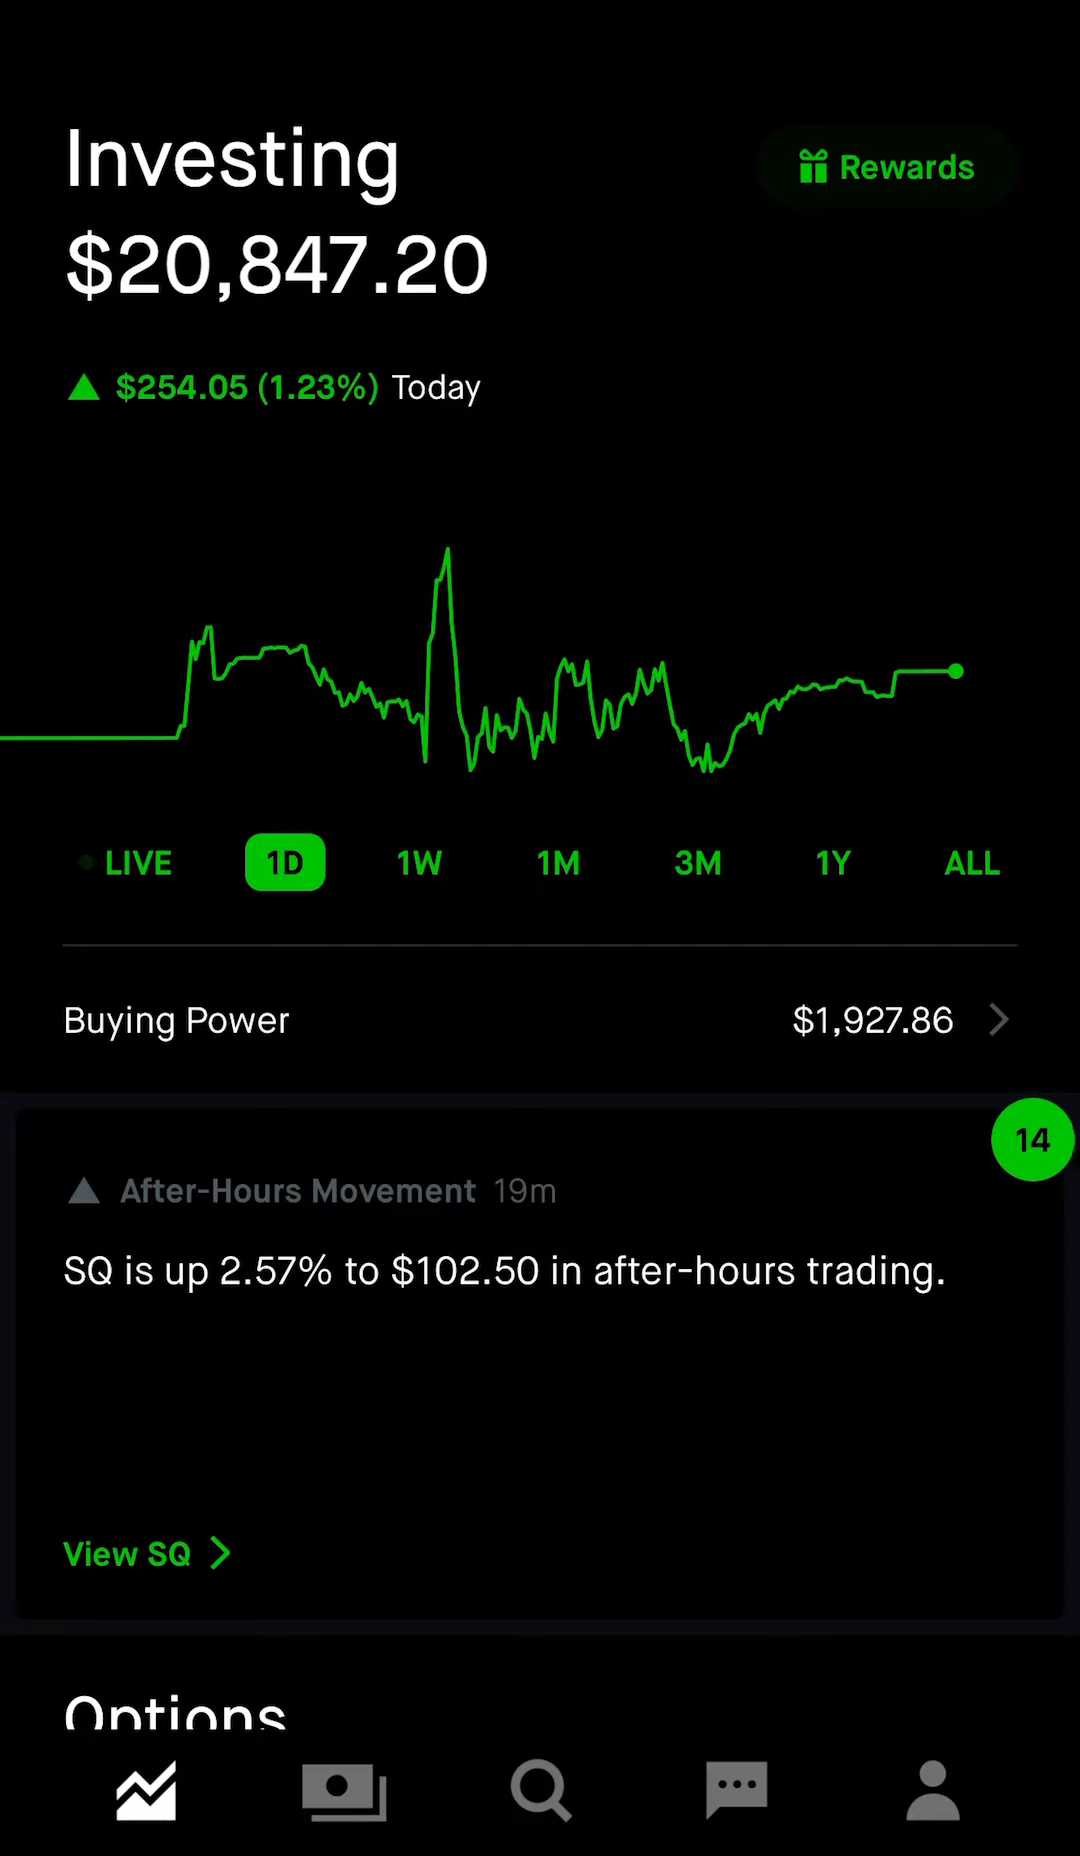 Investing
Rewards
$20,847.20
$254.05 (1.23%) Today
LIVE 1D 1W 1M 3M 1Y ALL
Buying Power $1,927.86
14
After-Hours Movement 19m
SQ is up 2.57% to $102.50 in after-hours trading.
View SQ
Options